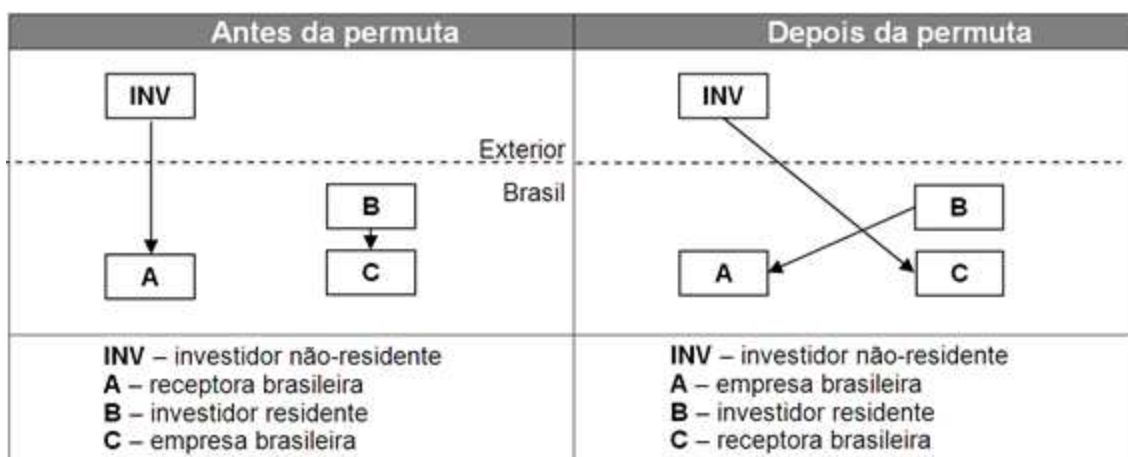 Antes da permuta
INV
Exterior
Brasil
B
A
C
INV – investidor não-residente
A – receptora brasileira
B – investidor residente
C – empresa brasileira
Depois da permuta
INV
B
A
C
INV – investidor não-residente
A – empresa brasileira
B – investidor residente
C – receptora brasileira